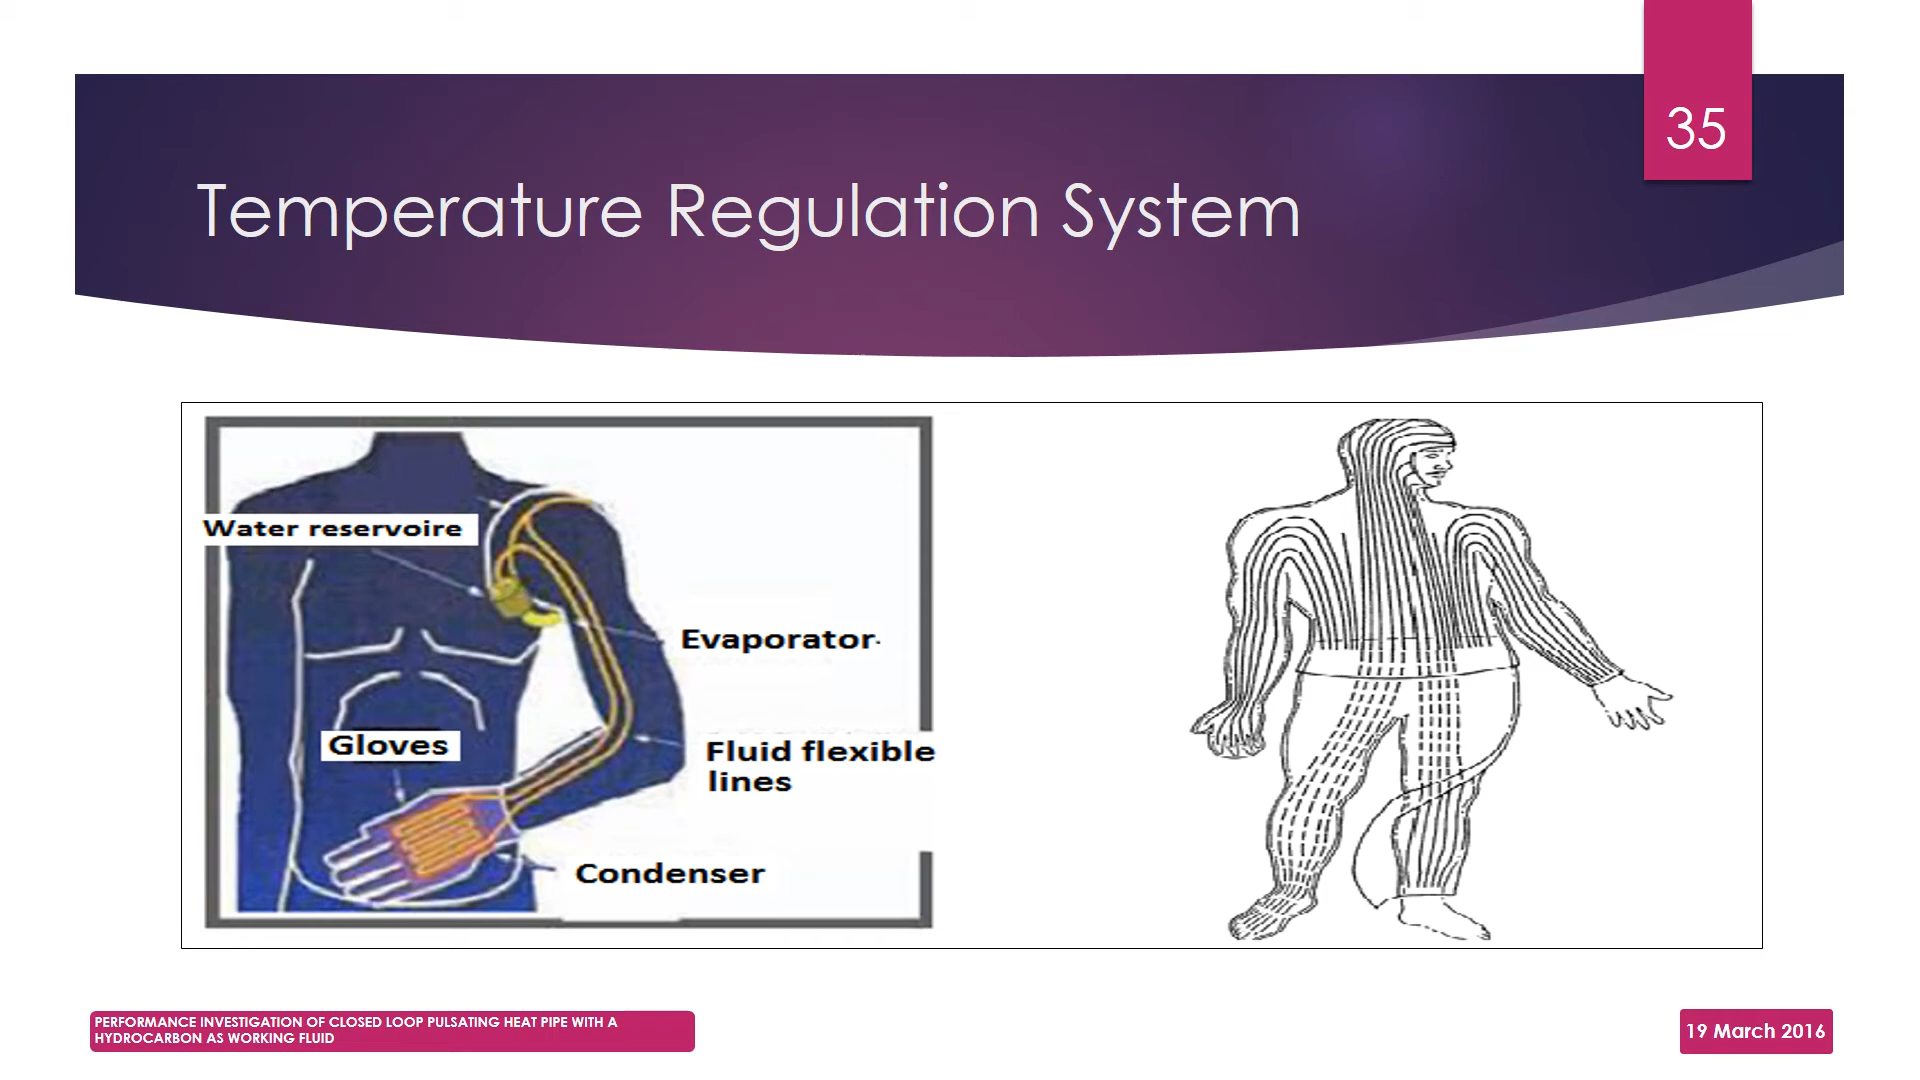 35
Temperature Regulation System
Water reservoire
Evaporator
Gloves
Fluid flexible
lines
Condenser
PERFORMANCE INVESTIGATION OF CLOSED LOOP PULSATING HEAT PIPE WITH A
HYDROCARBON AS WORKING FLUID
19 March 2016